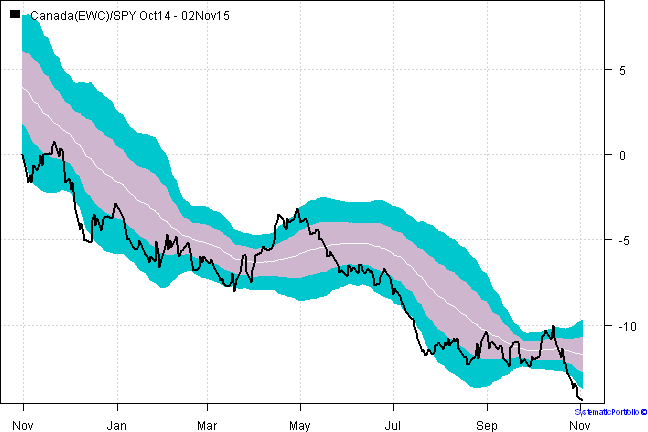 Canada(EWC)/SPY Oct14 - 02Nov15
5
0
-5
-10
Nov Jan Mar May Jul Sep Nov
SystematicPortfolio ©